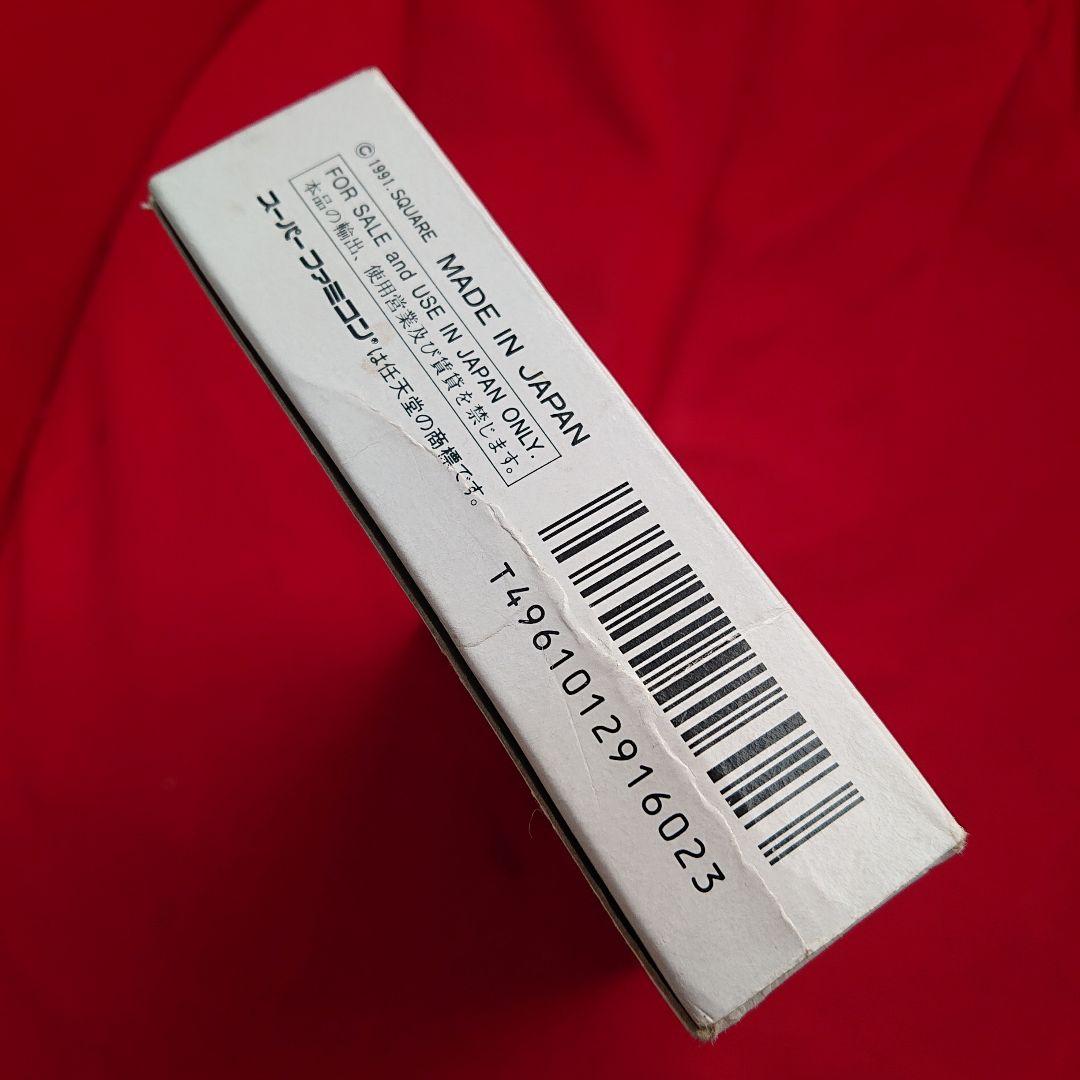 © 1991. SQUARE MADE IN JAPAN
FOR SALE and USE IN JAPAN ONLY.
本品の輸出、使用営業及び賃貸を禁じます。
スーパーファミコン®は任天堂の商標です。
T4961012916023